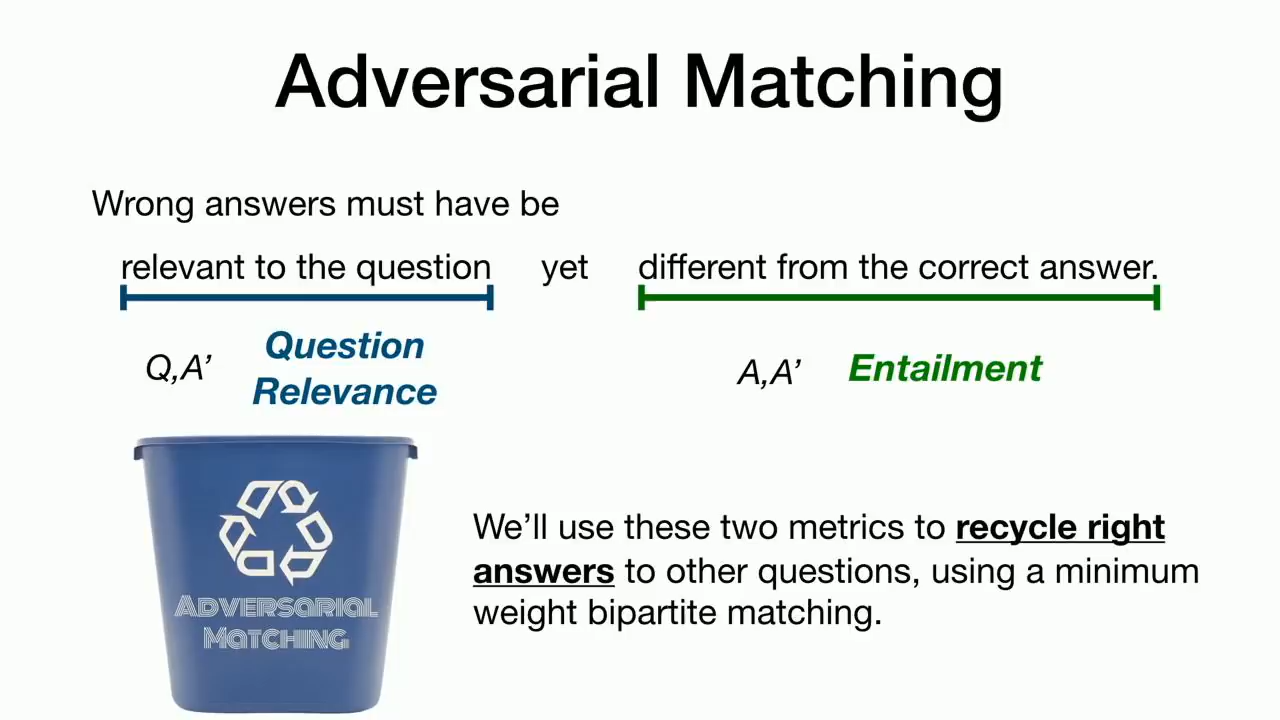 Adversarial Matching
Wrong answers must have be
relevant to the question yet different from the correct answer.
Q,A’ Question
Relevance
A,A’ Entailment
We’ll use these two metrics to recycle right
answers to other questions, using a minimum
weight bipartite matching.
ADVERSARIAL
MATCHING